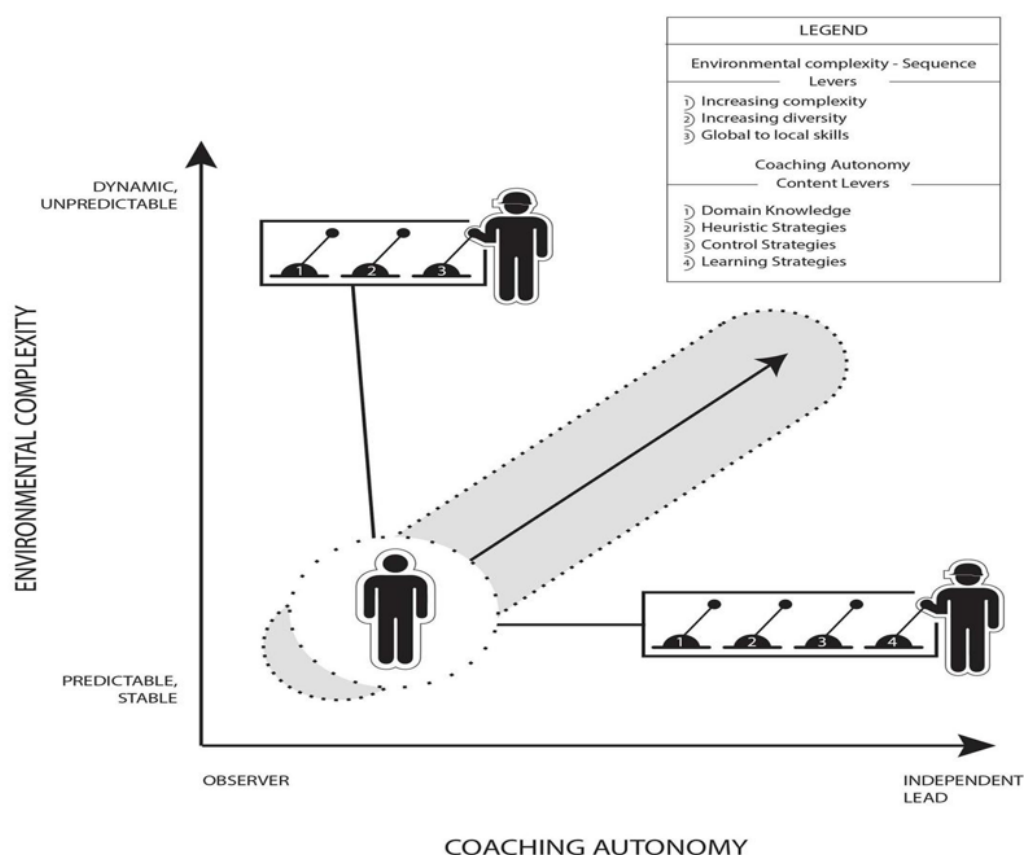 LEGEND
Environmental complexity - Sequence
Levers
1 Increasing complexity
2 Increasing diversity
3 Global to local skills
Coaching Autonomy
Content Levers
1 Domain Knowledge
2 Heuristic Strategies
3 Control Strategies
4 Learning Strategies
DYNAMIC,
UNPREDICTABLE
1 2 3
ENVIRONMENTAL COMPLEXITY
1 2 3 4
PREDICTABLE,
STABLE
OBSERVER
INDEPENDENT
LEAD
COACHING AUTONOMY